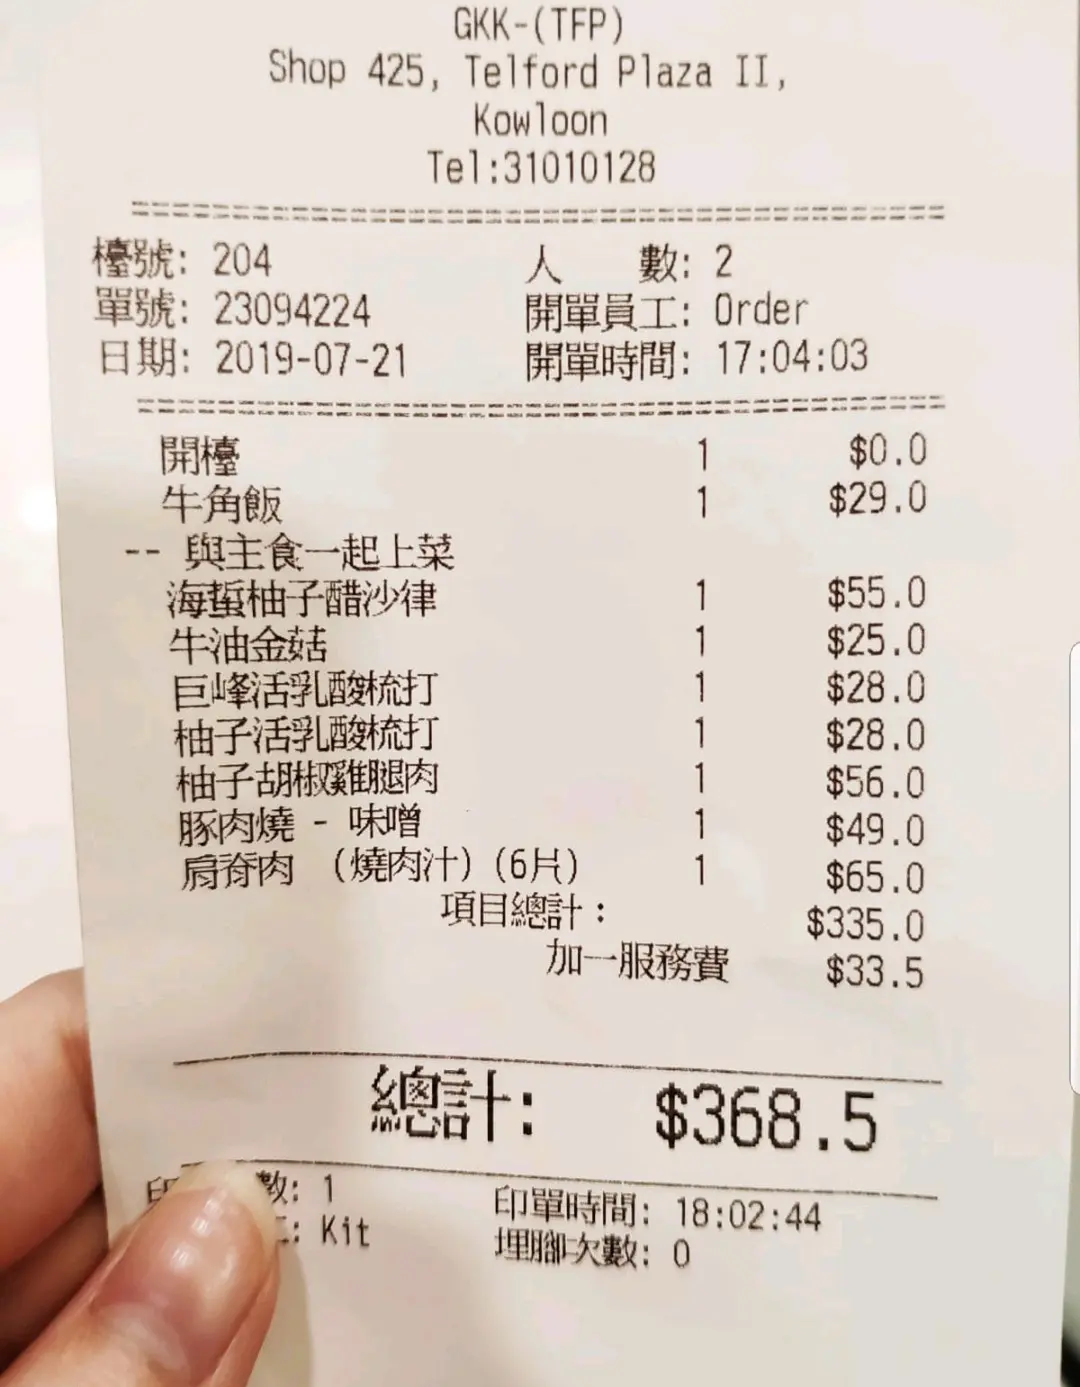 GKK-(TFP)
Shop 425, Telford Plaza II,
Kowloon
Tel:31010128
檯號: 204 人 數: 2
單號: 23094224 開單員工: Order
日期: 2019-07-21 開單時間: 17:04:03
開檯 1 $0.0
牛角飯 1 $29.0
-- 與主食一起上菜
海蜇柚子醋沙律 1 $55.0
牛油金菇 1 $25.0
巨峰活乳酸梳打 1 $28.0
柚子活乳酸梳打 1 $28.0
柚子胡椒雞腿肉 1 $56.0
豚肉燒 - 味噌 1 $49.0
肩脊肉 (燒肉汁) (6片) 1 $65.0
項目總計: $335.0
加一服務費 $33.5
總計: $368.5
印 數: 1 印單時間: 18:02:44
: Kit 埋腳次數: 0